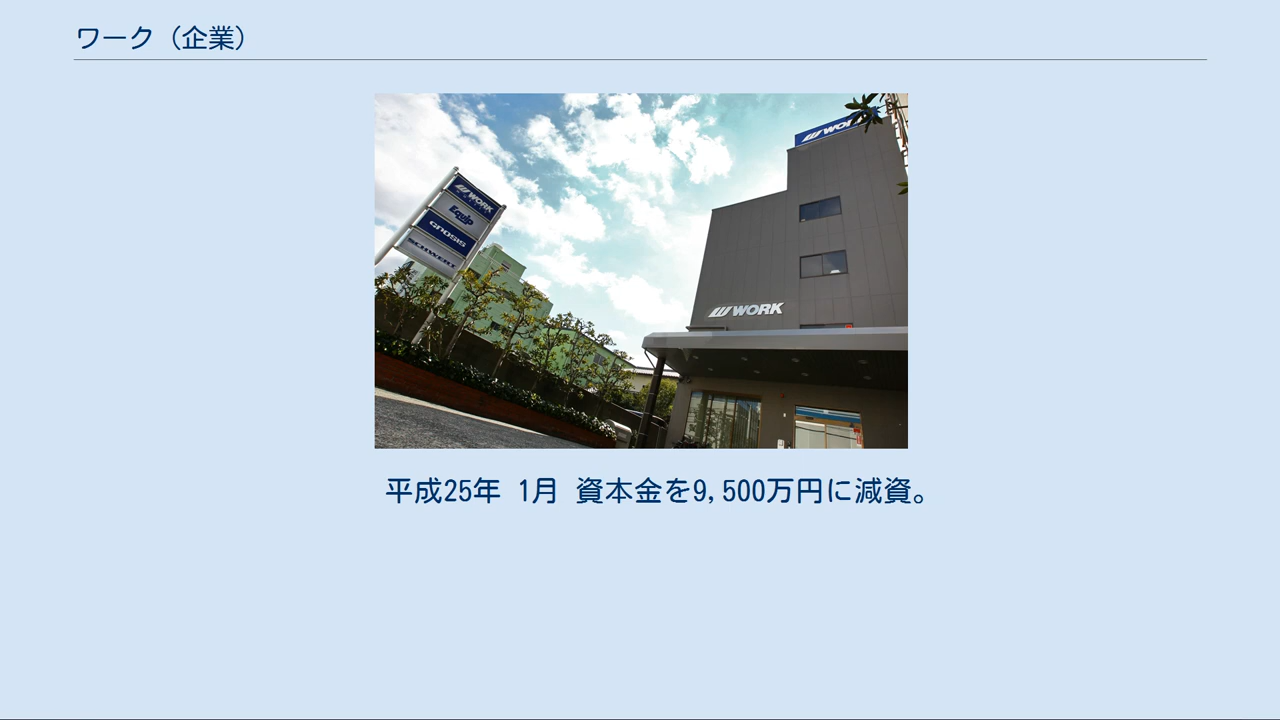 ワーク（企業）
WORK
WORK
Equip
GNOSIS
SCHWERT
WORK
平成25年 1月 資本金を9,500万円に減資。